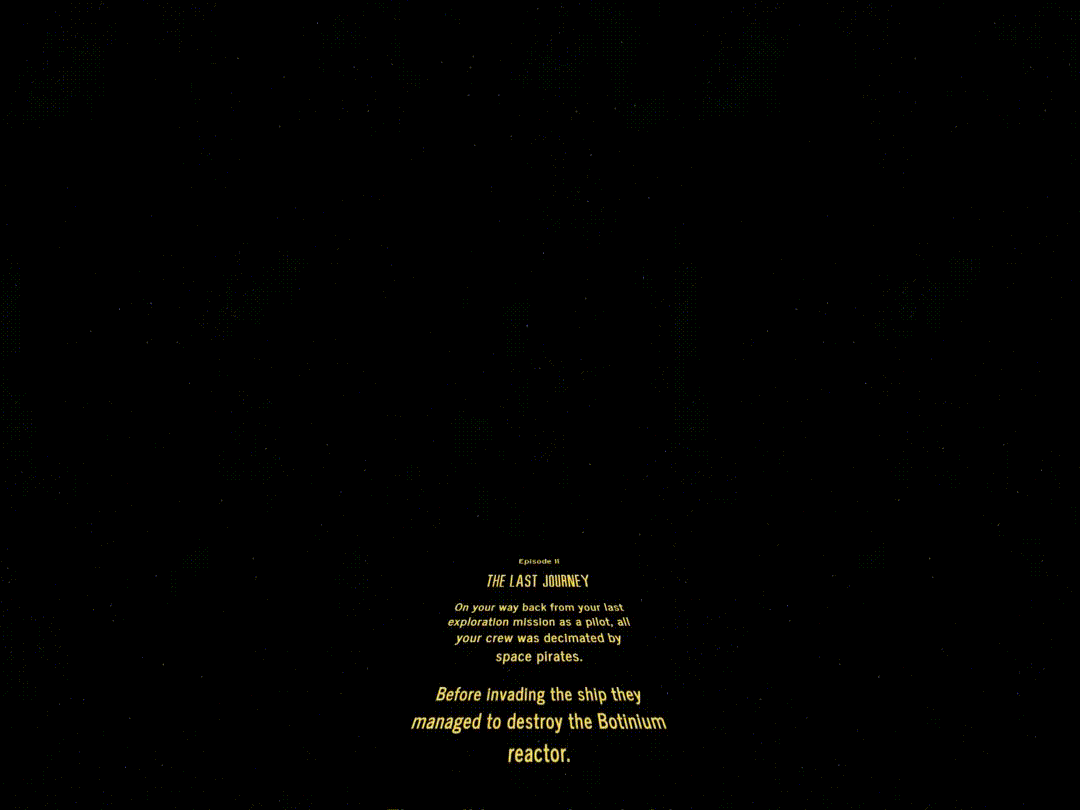 Episode II
THE LAST JOURNEY
On your way back from your last
exploration mission as a pilot, all
your crew was decimated by
space pirates.
Before invading the ship they
managed to destroy the Botinium
reactor.